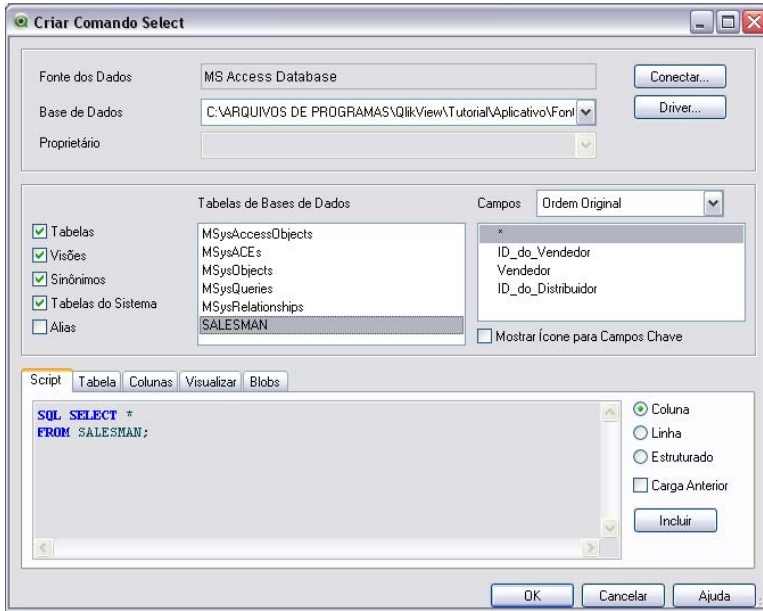 Criar Comando Select
Fonte dos Dados
MS Access Database
Conectar...
Base de Dados
C:\ARQUIVOS DE PROGRAMAS\QlikView\Tutorial\Aplicativo\Font
Driver...
Proprietário
Tabelas de Bases de Dados
Campos
Ordem Original
Tabelas
Visões
Sinônimos
Tabelas do Sistema
Alias
MSysAccessObjects
MSysACEs
MSysObjects
MSysQueries
MSysRelationships
SALESMAN
*
ID_do_Vendedor
Vendedor
ID_do_Distribuidor
Mostrar Ícone para Campos Chave
Script
Tabela
Colunas
Visualizar
Blobs
SQL SELECT *
FROM SALESMAN;
Coluna
Linha
Estruturado
Carga Anterior
Incluir
OK
Cancelar
Ajuda